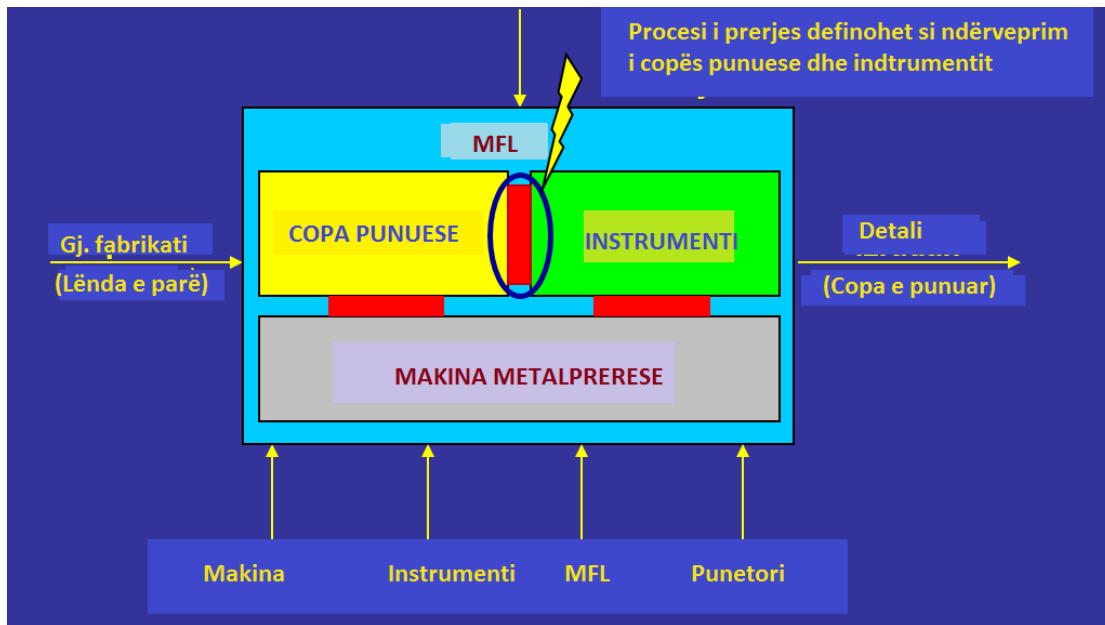 Procesi i prerjes definohet si ndërveprim
i copës punuese dhe indtrumentit
MFL
COPA PUNUESE
INSTRUMENTI
Gj. fabrikati
(Lënda e parë)
Detali
(Copa e punuar)
MAKINA METALPRERESE
Makina Instrumenti MFL Punetori